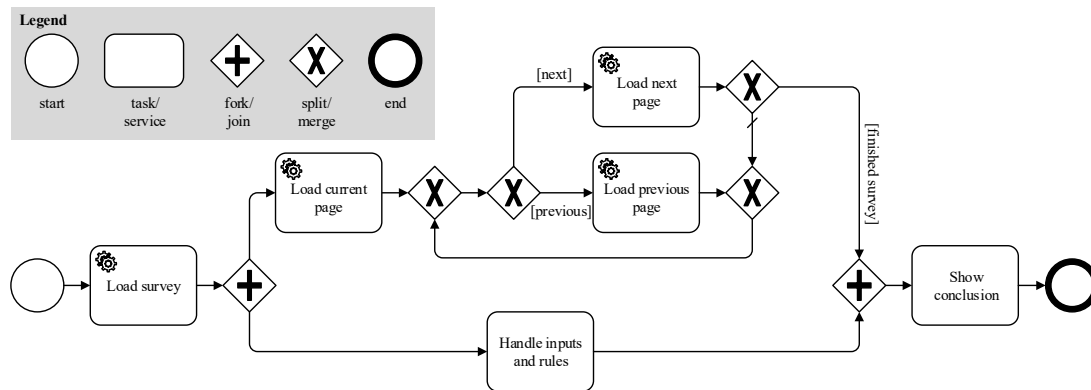 Legend
start
task/
service
fork/
join
split/
merge
end
[next]
Load next
page
[finished survey]
Load current
page
[previous]
Load previous
page
Load survey
Show
conclusion
Handle inputs
and rules